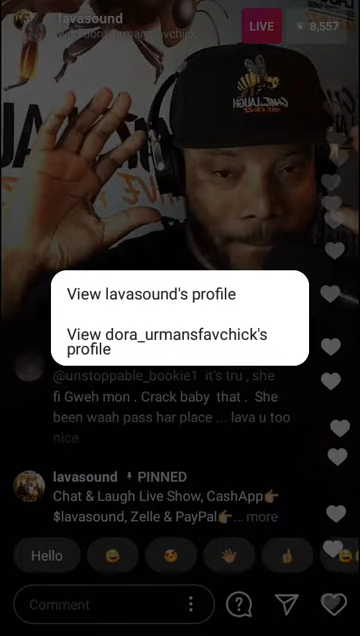 lavasound
w/dora_urmansfavchick
LIVE
8,557
View lavasound's profile
View dora_urmansfavchick's
profile
@unstoppable_bookie1 it's tru , she
fi Gweh mon . Crack baby that . She
been waah pass har place ... lava u too
nice
lavasound PINNED
Chat & Laugh Live Show, CashApp👉
$lavasound, Zelle & PayPal👉... more
Hello
Comment